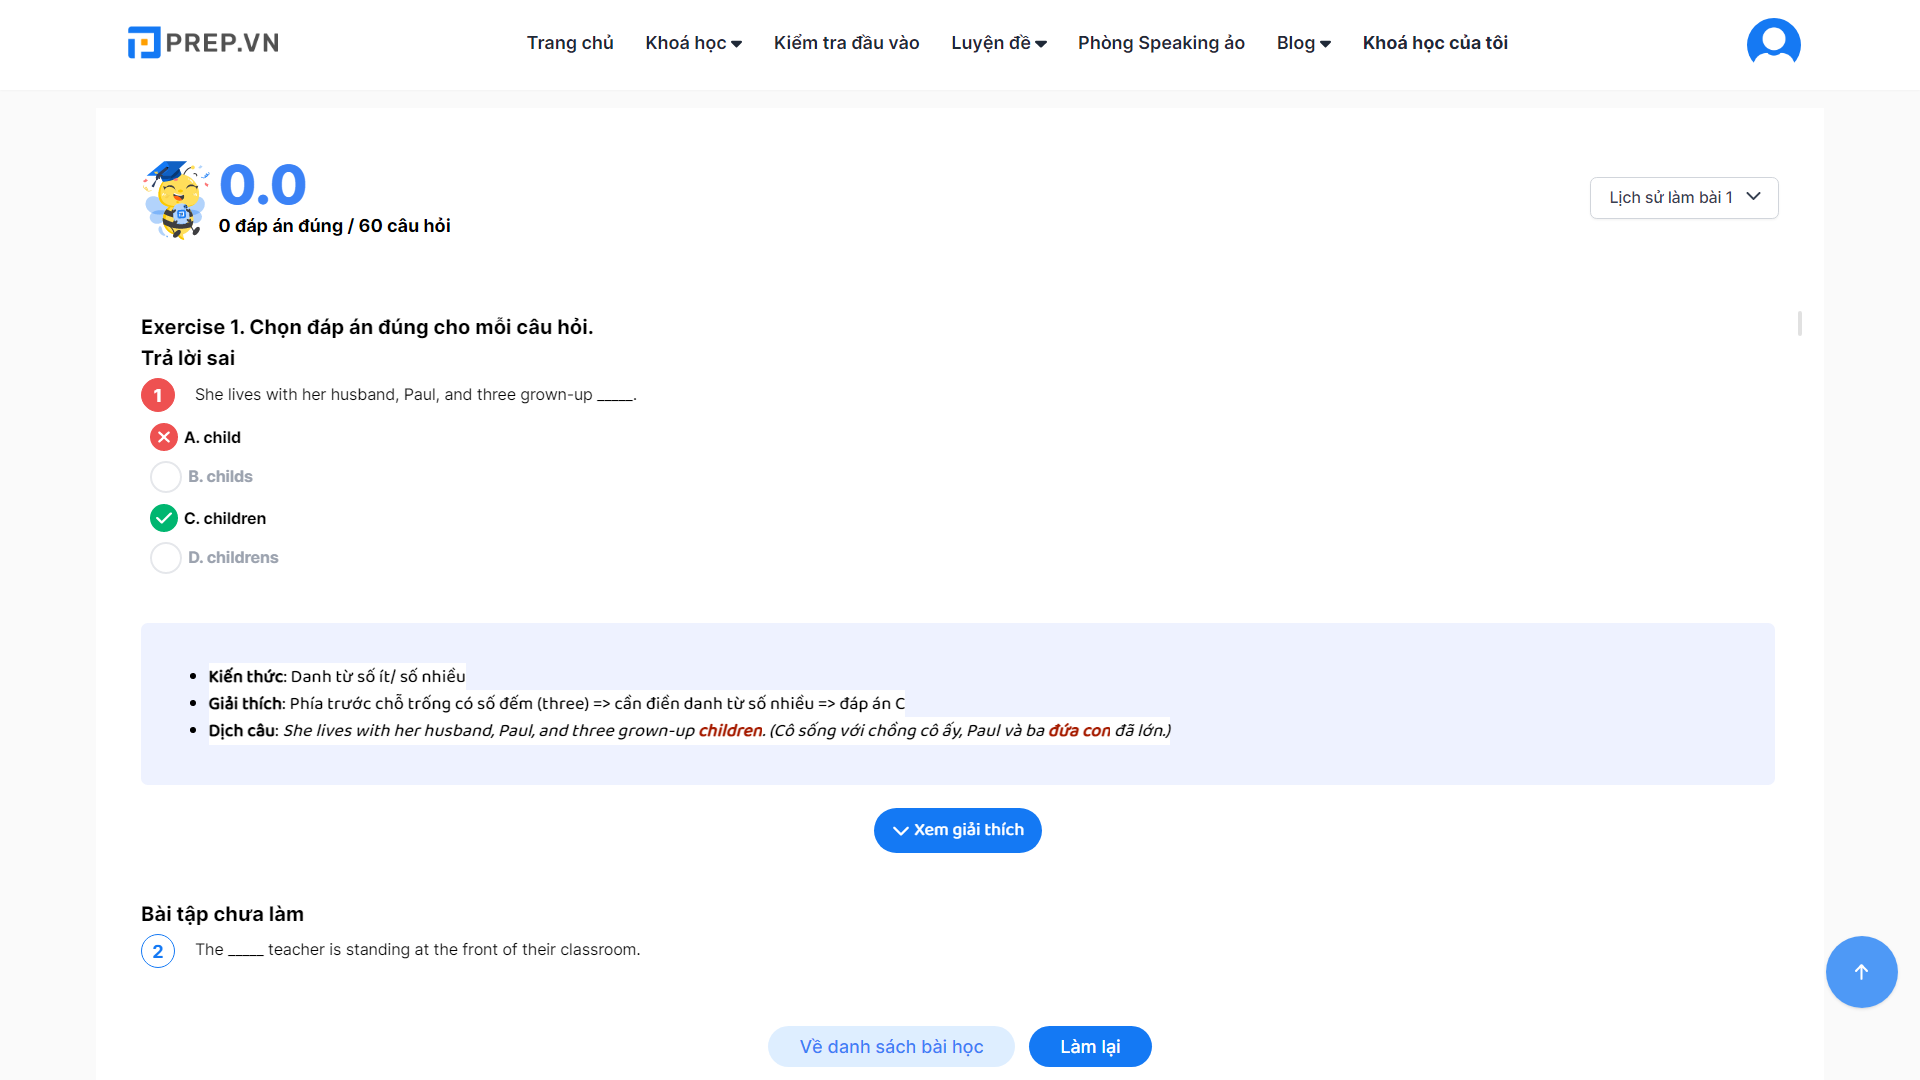 PREP.VN
Trang chủ
Khoá học
Kiểm tra đầu vào
Luyện đề
Phòng Speaking ảo
Blog
Khoá học của tôi
0.0
0 đáp án đúng / 60 câu hỏi
Lịch sử làm bài 1
Exercise 1. Chọn đáp án đúng cho mỗi câu hỏi.
Trả lời sai
1 She lives with her husband, Paul, and three grown-up _____.
A. child
B. childs
C. children
D. childrens
Kiến thức: Danh từ số ít/ số nhiều
Giải thích: Phía trước chỗ trống có số đếm (three) => cần điền danh từ số nhiều => đáp án C
Dịch câu: She lives with her husband, Paul, and three grown-up children. (Cô sống với chồng cô ấy, Paul và ba đứa con đã lớn.)
Xem giải thích
Bài tập chưa làm
2 The _____ teacher is standing at the front of their classroom.
Về danh sách bài học
Làm lại